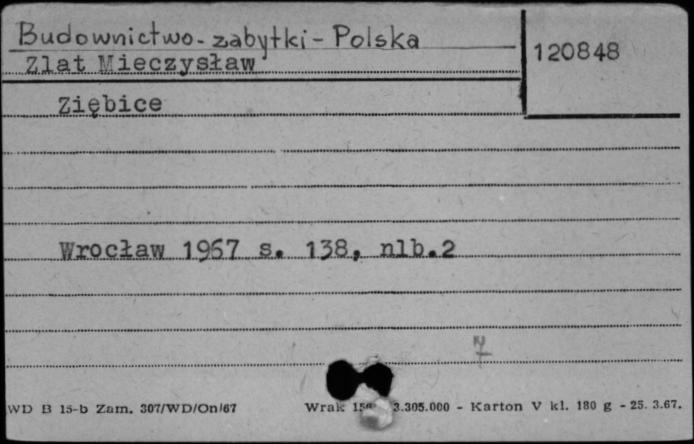 Budownictwo - zabytki - Polska
Zlat Mieczysław
120848
Ziębice
Wrocław 1967 s. 138, nlb.2
WD B 15-b Zam. 307/WD/On/67
Wrak 3.305.000 - Karton V kl. 180 g - 25. 3.67.